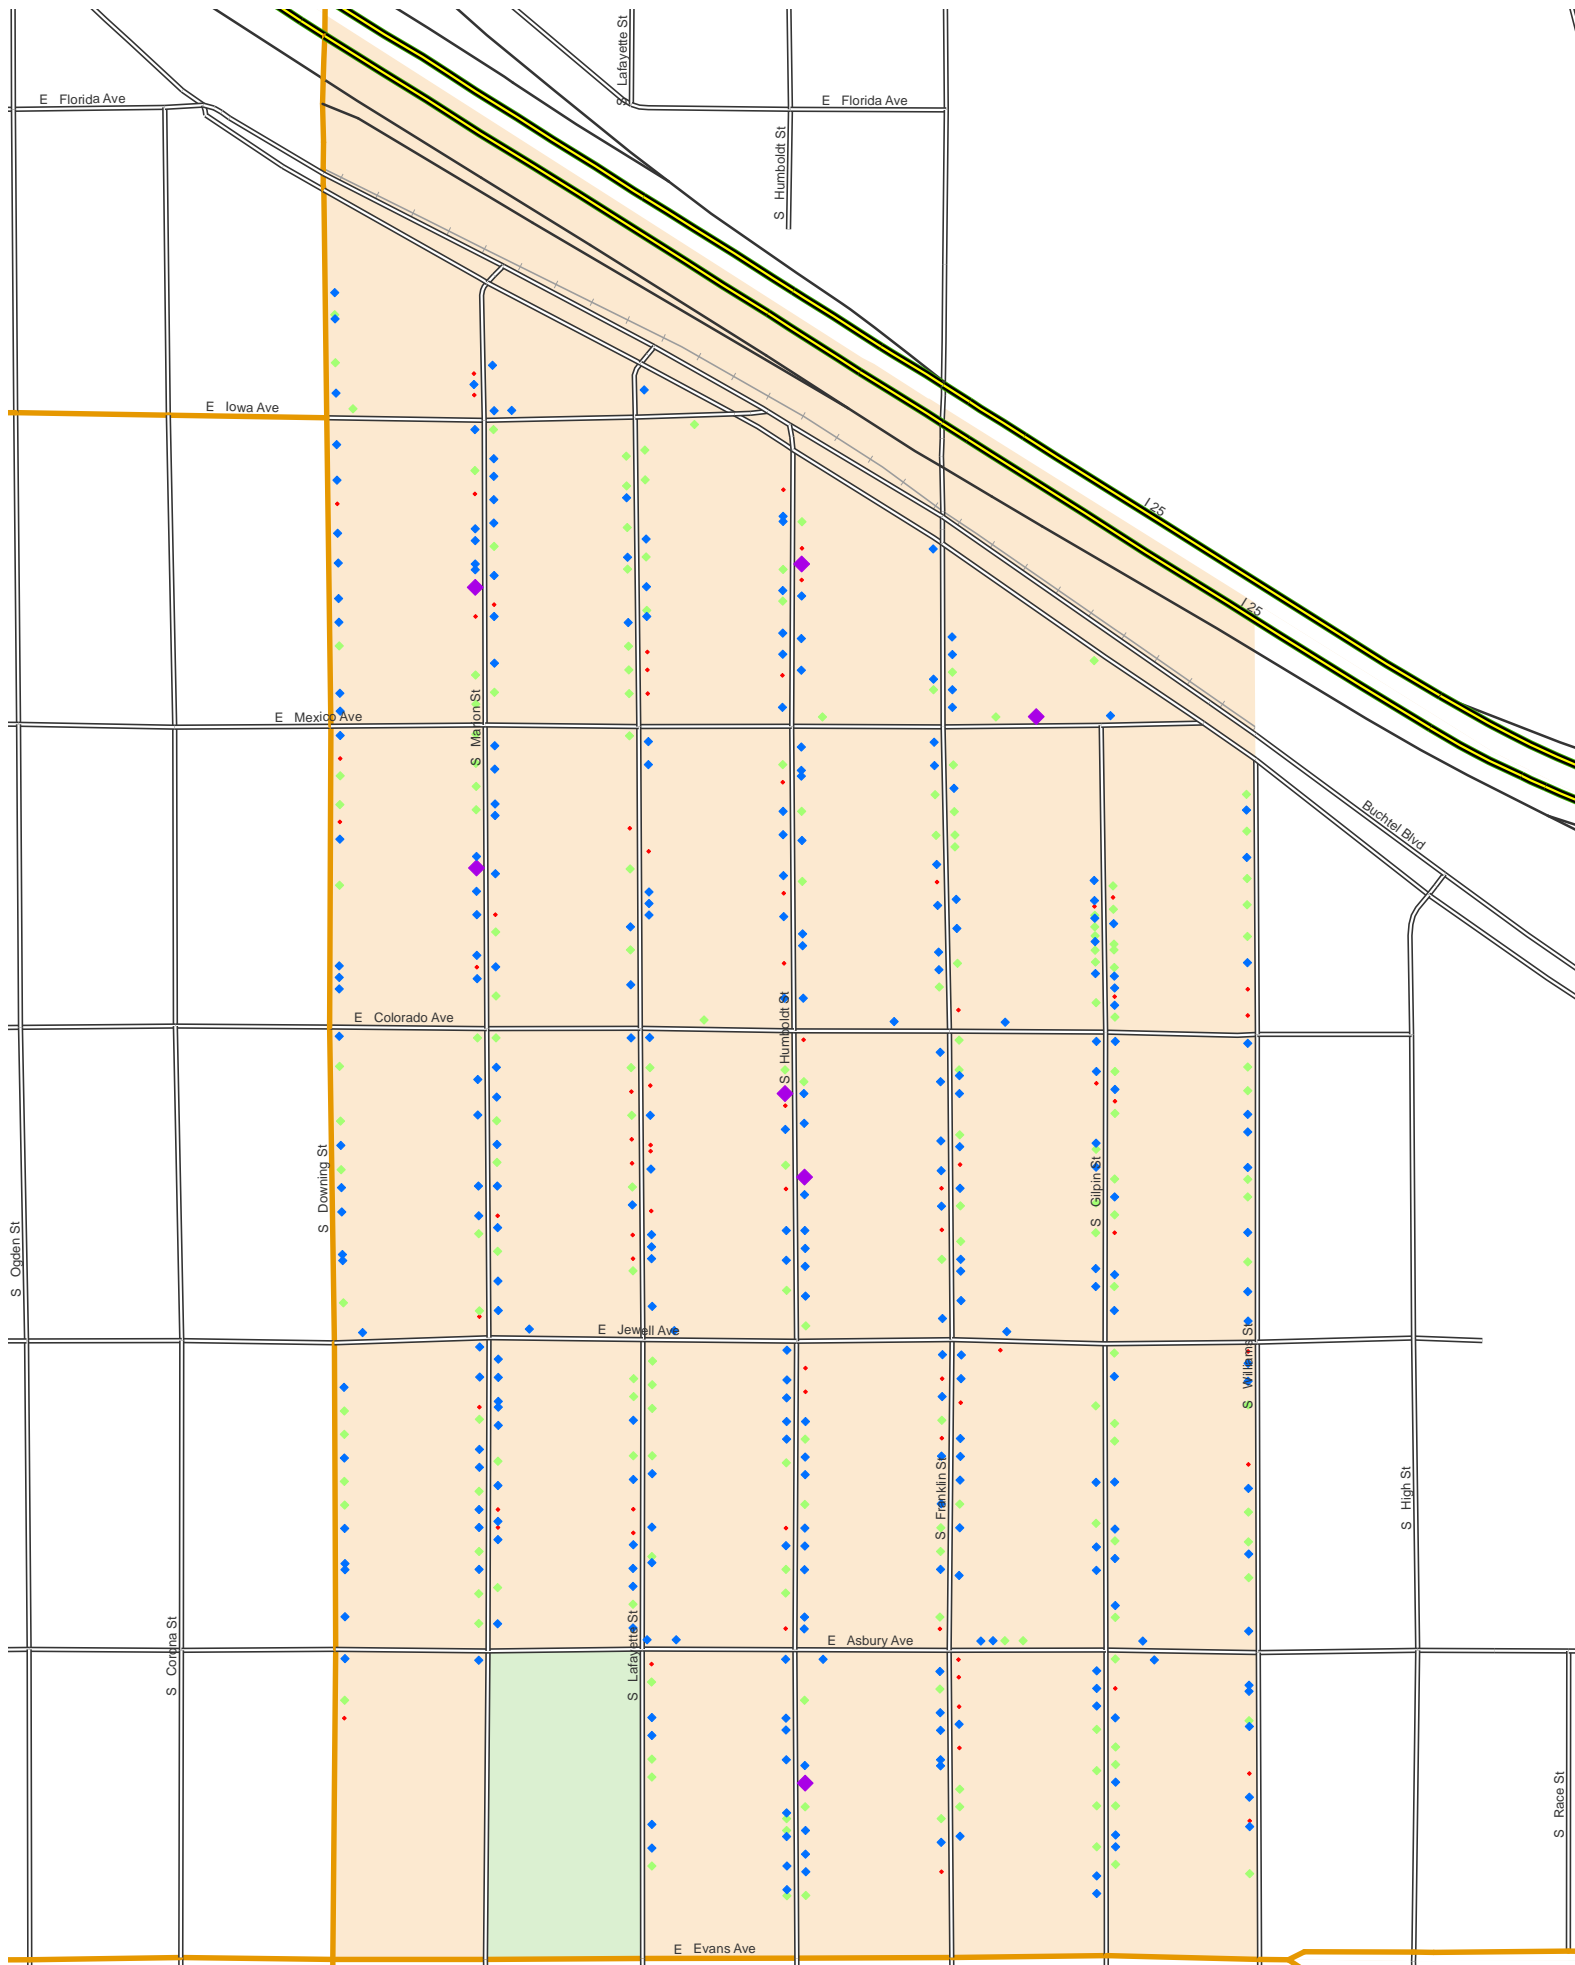 S Lafayette St
E Florida Ave
E Florida Ave
S Humboldt St
E Iowa Ave
I 25
I 25
S Marion St
E Mexico Ave
Buchtel Blvd
E Colorado Ave
S Humboldt St
S Downing St
S Gilpin St
S Ogden St
E Jewell Ave
S Williams St
S Franklin St
S High St
S Corona St
S Lafayette St
E Asbury Ave
S Race St
E Evans Ave